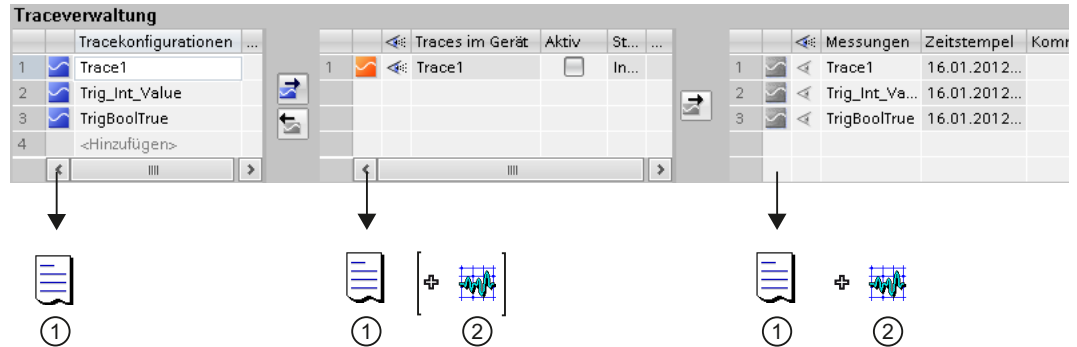 Traceverwaltung
Tracekonfigurationen ... Traces im Gerät Aktiv St... ... Messungen Zeitstempel Komr
1 Trace1 1 Trace1 In... 1 Trace1 16.01.2012...
2 Trig_Int_Value 2 Trig_Int_Va... 16.01.2012...
3 TrigBoolTrue 3 TrigBoolTrue 16.01.2012...
4 <Hinzufügen>
1 1 2 1 2